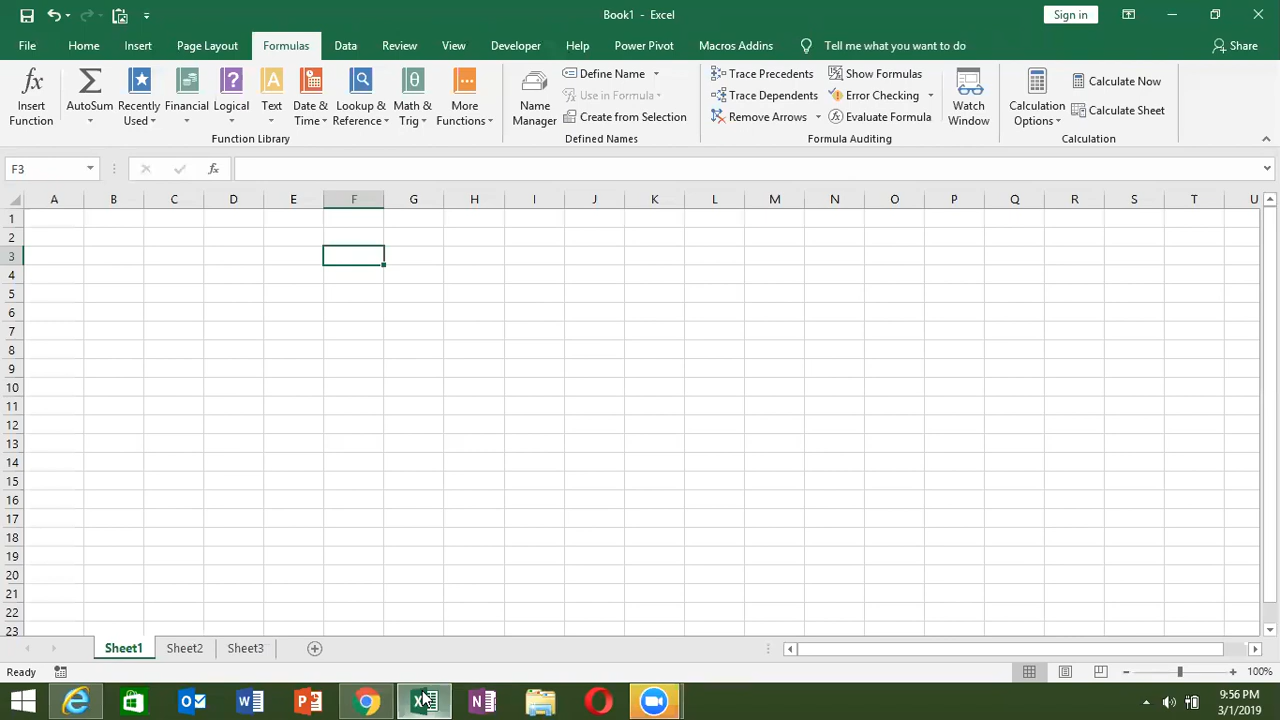 Book1 - Excel
Sign in
File Home Insert Page Layout Formulas Data Review View Developer Help Power Pivot Macros Addins Tell me what you want to do Share
Insert Function
AutoSum
Recently Used
Financial
Logical
Text
Date & Time
Lookup & Reference
Math & Trig
More Functions
Function Library
Name Manager
Define Name
Use in Formula
Create from Selection
Defined Names
Trace Precedents
Trace Dependents
Remove Arrows
Show Formulas
Error Checking
Evaluate Formula
Formula Auditing
Watch Window
Calculation Options
Calculate Now
Calculate Sheet
Calculation
F3
fx
A B C D E F G H I J K L M N O P Q R S T U
1
2
3
4
5
6
7
8
9
10
11
12
13
14
15
16
17
18
19
20
21
22
23
Sheet1 Sheet2 Sheet3
Ready
100%
9:56 PM
3/1/2019